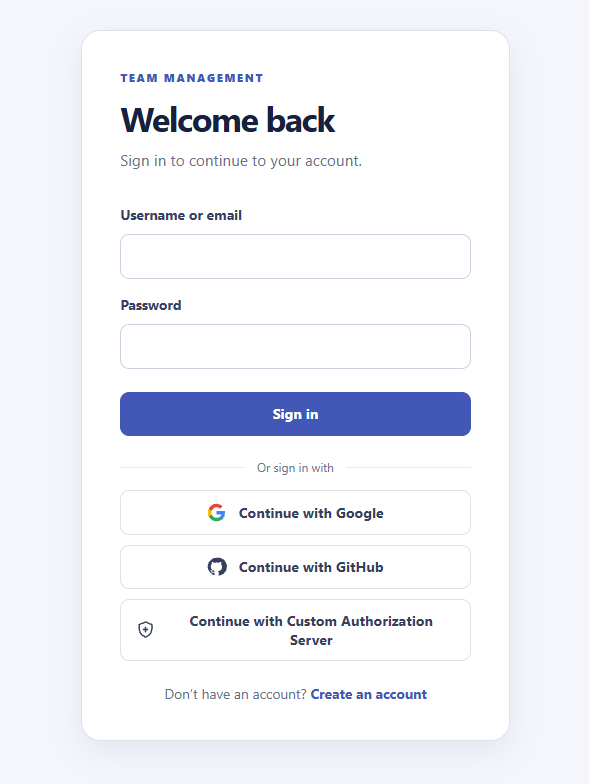 TEAM MANAGEMENT
Welcome back
Sign in to continue to your account.
Username or email
Password
Sign in
Or sign in with
Continue with Google
Continue with GitHub
Continue with Custom Authorization
Server
Don't have an account? Create an account